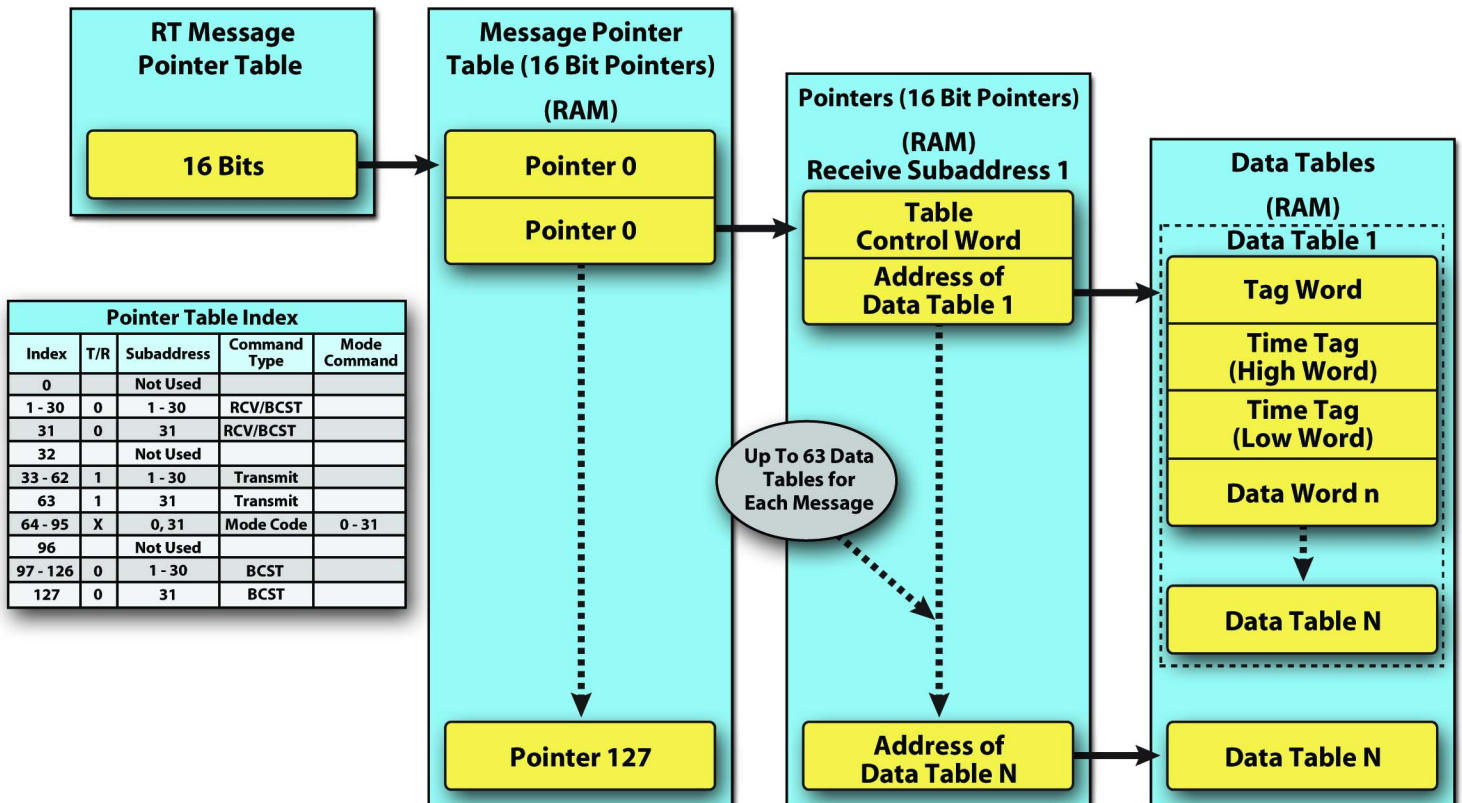 RT Message
Pointer Table
16 Bits
Message Pointer
Table (16 Bit Pointers)
(RAM)
Pointer 0
Pointer 0
Pointer 127
Pointers (16 Bit Pointers)
(RAM)
Receive Subaddress 1
Table
Control Word
Address of
Data Table 1
Up To 63 Data
Tables for
Each Message
Address of
Data Table N
Data Tables
(RAM)
Data Table 1
Tag Word
Time Tag
(High Word)
Time Tag
(Low Word)
Data Word n
Data Table N
Data Table N
Pointer Table Index
Index T/R Subaddress Command Type Mode Command
0 Not Used
1 - 30 0 1 - 30 RCV/BCST
31 0 31 RCV/BCST
32 Not Used
33 - 62 1 1 - 30 Transmit
63 1 31 Transmit
64 - 95 X 0, 31 Mode Code 0 - 31
96 Not Used
97 - 126 0 1 - 30 BCST
127 0 31 BCST